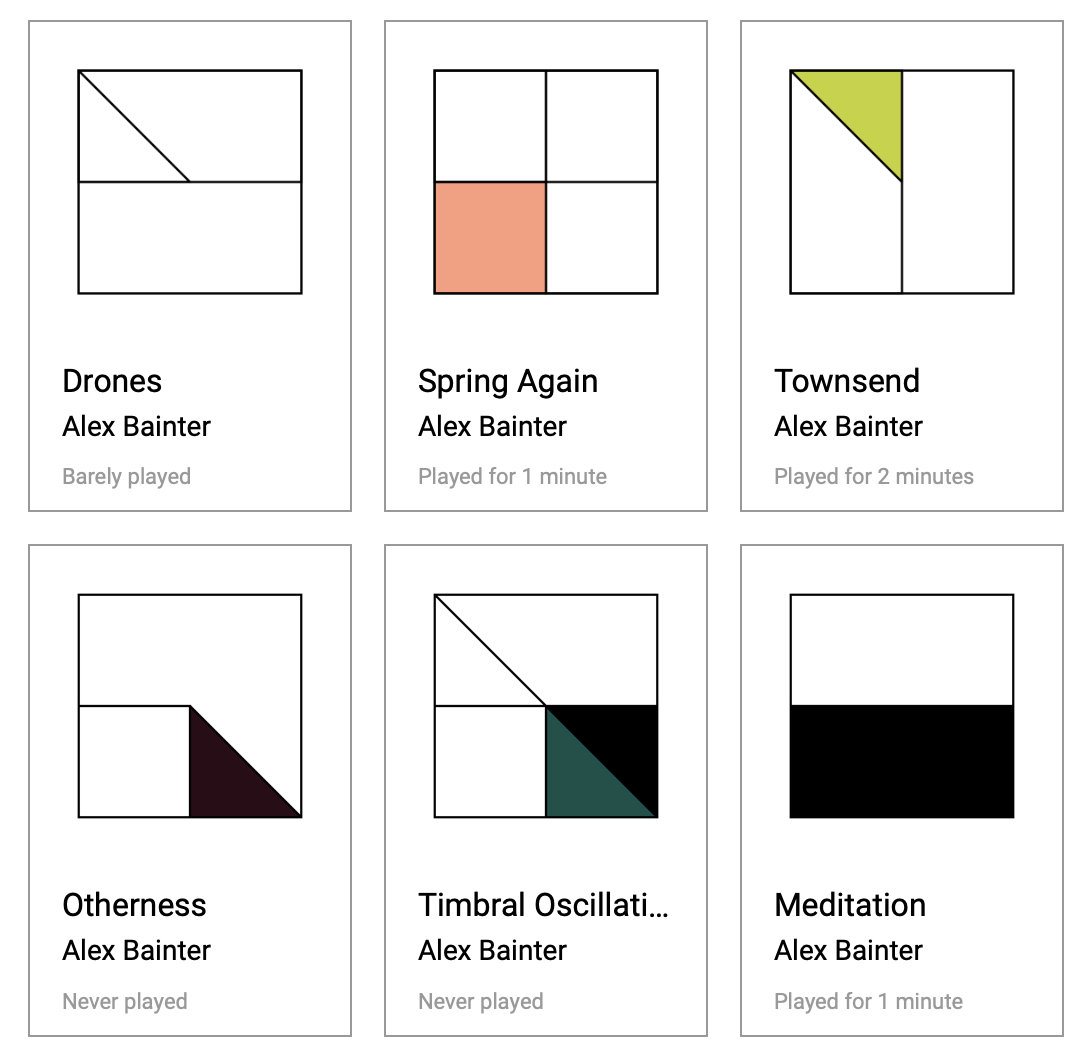 Drones
Alex Bainter
Barely played
Spring Again
Alex Bainter
Played for 1 minute
Townsend
Alex Bainter
Played for 2 minutes
Otherness
Alex Bainter
Never played
Timbral Oscillati...
Alex Bainter
Never played
Meditation
Alex Bainter
Played for 1 minute